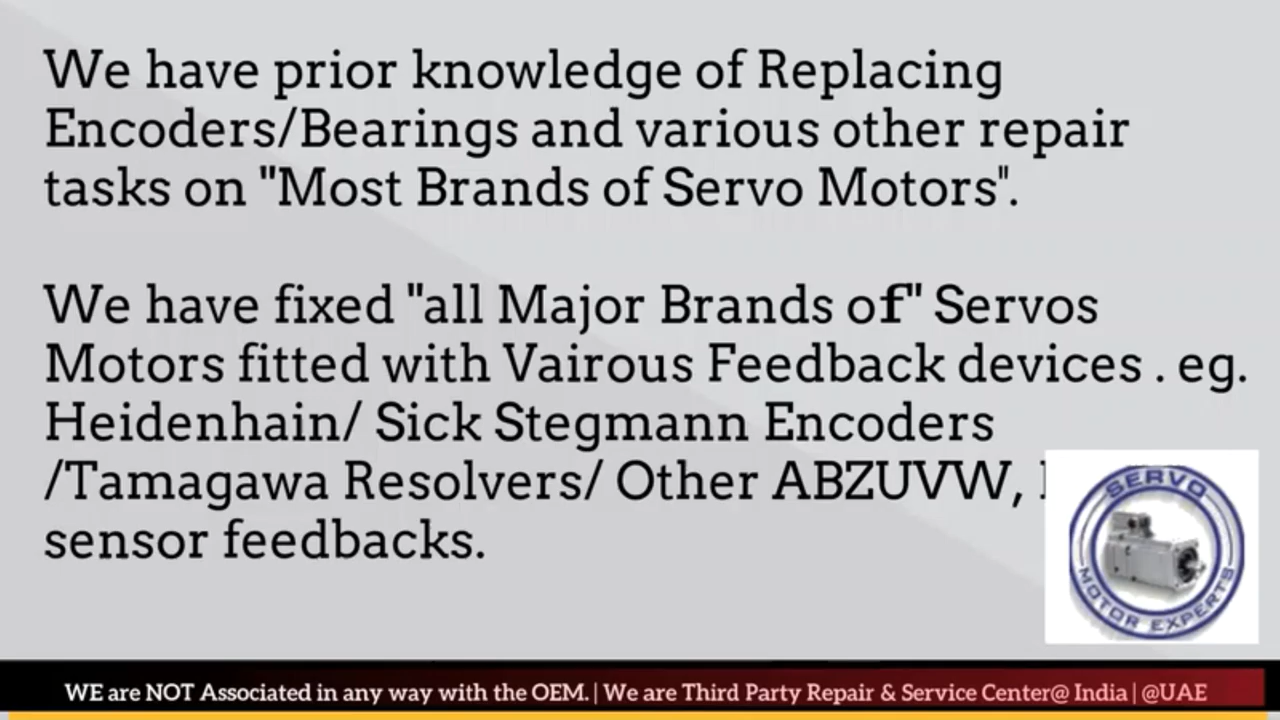 We have prior knowledge of Replacing
Encoders/Bearings and various other repair
tasks on "Most Brands of Servo Motors".
We have fixed "all Major Brands of" Servos
Motors fitted with Vairous Feedback devices . eg.
Heidenhain/ Sick Stegmann Encoders
/Tamagawa Resolvers/ Other ABZUVW,
sensor feedbacks.
SERVO
MOTOR EXPERTS
WE are NOT Associated in any way with the OEM. | We are Third Party Repair & Service Center@ India | @UAE